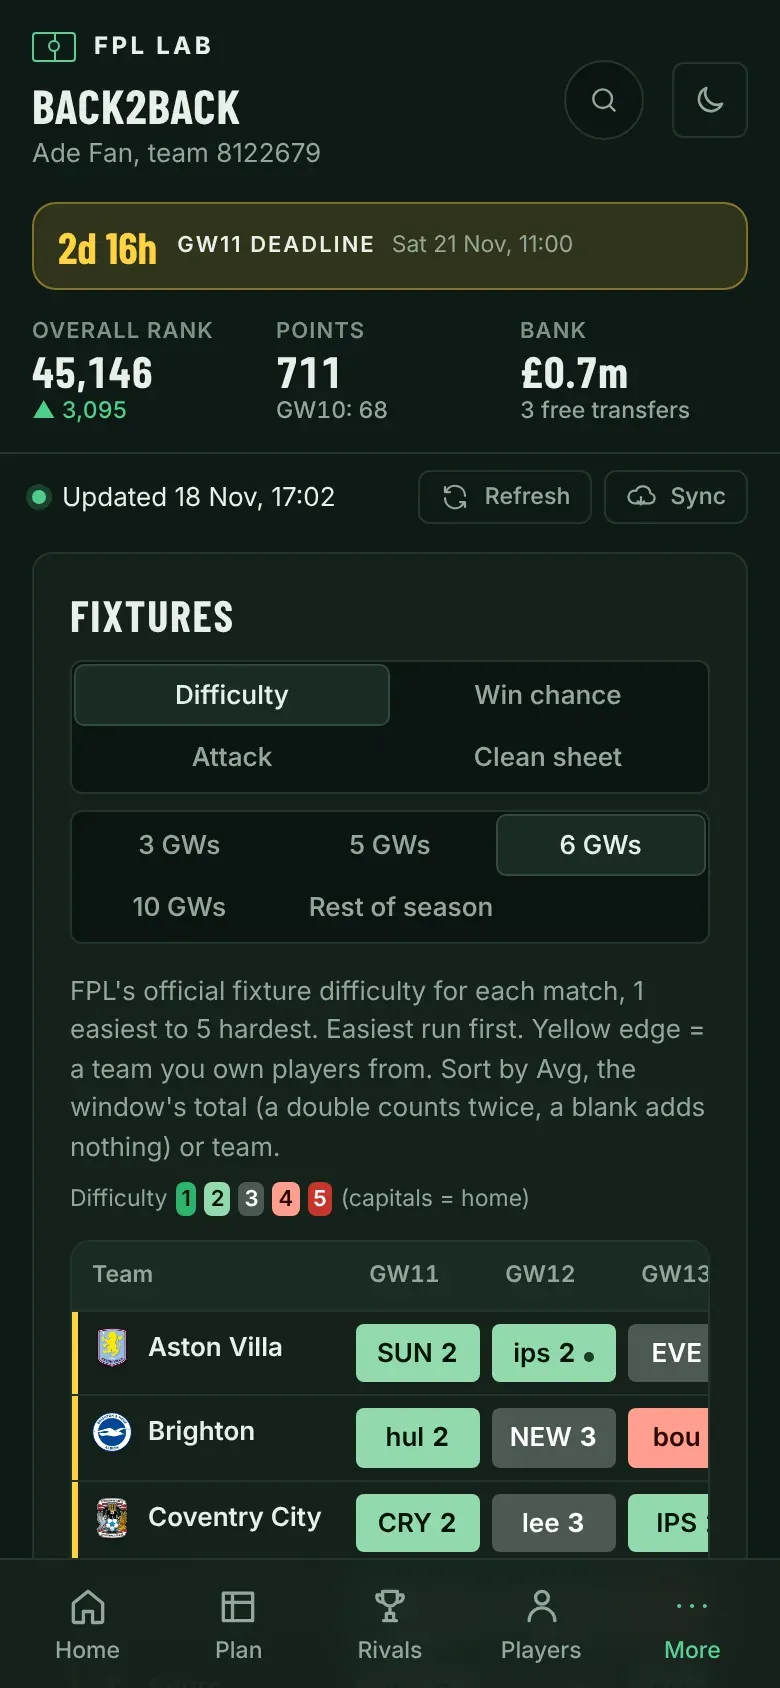 FPL LAB
BACK2BACK
Ade Fan, team 8122679
2d 16h GW11 DEADLINE Sat 21 Nov, 11:00
OVERALL RANK POINTS BANK
45,146 711 £0.7m
▲ 3,095 GW10: 68 3 free transfers
Updated 18 Nov, 17:02 Refresh Sync
FIXTURES
Difficulty Win chance
Attack Clean sheet
3 GWs 5 GWs 6 GWs
10 GWs Rest of season
FPL's official fixture difficulty for each match, 1
easiest to 5 hardest. Easiest run first. Yellow edge =
a team you own players from. Sort by Avg, the
window's total (a double counts twice, a blank adds
nothing) or team.
Difficulty 1 2 3 4 5 (capitals = home)
Team GW11 GW12 GW13
Aston Villa SUN 2 ips 2 • EVE
Brighton hul 2 NEW 3 bou
Coventry City CRY 2 lee 3 IPS
Home Plan Rivals Players More